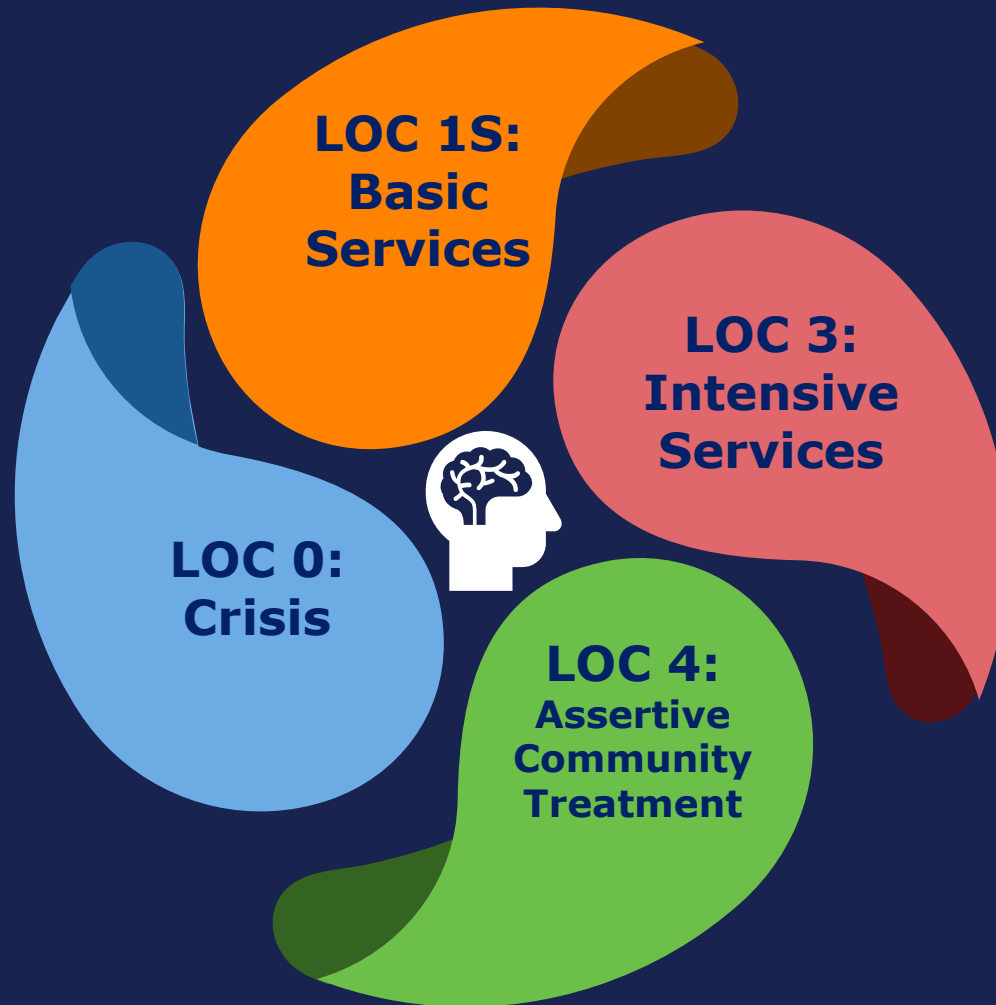 LOC 1S:
Basic
Services
LOC 3:
Intensive
Services
LOC 0:
Crisis
LOC 4:
Assertive
Community
Treatment